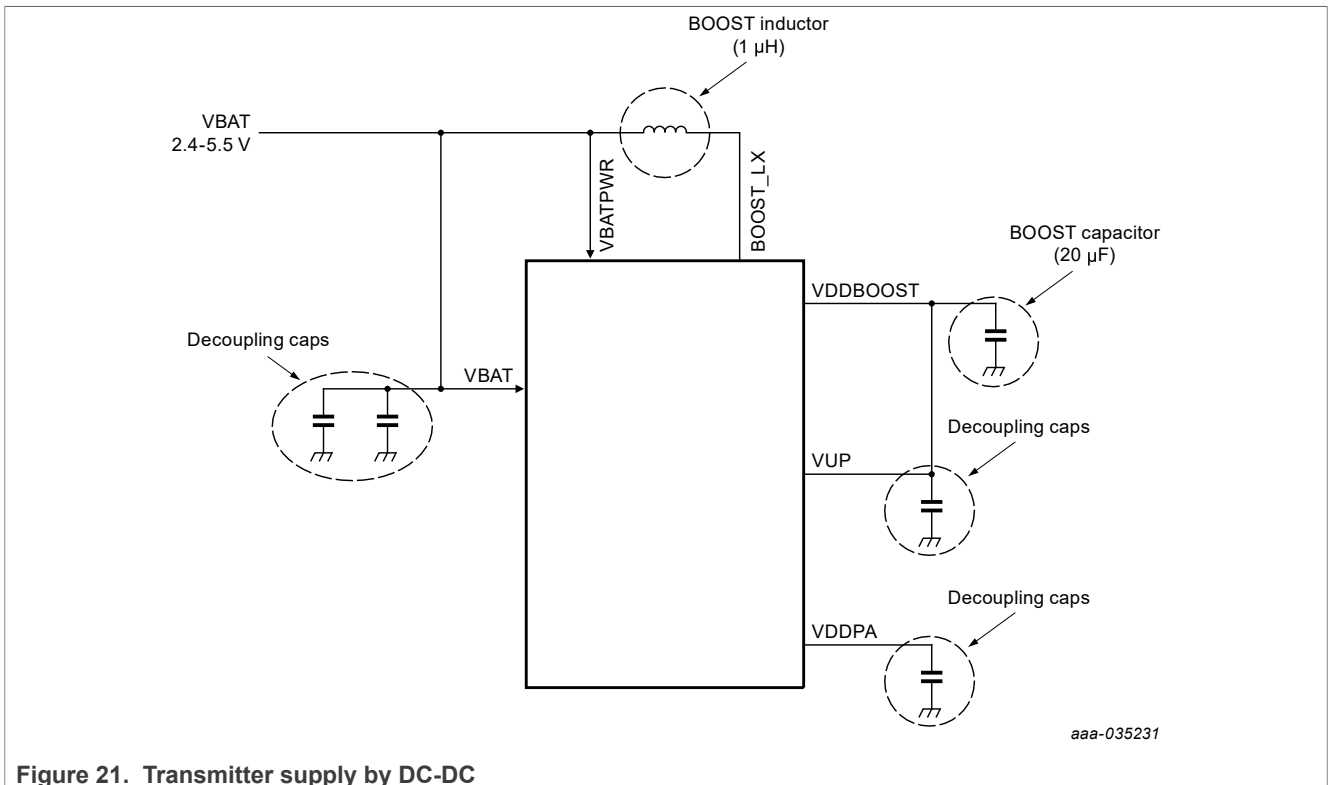 BOOST inductor
(1 µH)
VBAT
2.4-5.5 V
VBATPWR
BOOST_LX
BOOST capacitor
(20 µF)
VDDBOOST
Decoupling caps
VBAT
Decoupling caps
VUP
Decoupling caps
VDDPA
aaa-035231
Figure 21. Transmitter supply by DC-DC